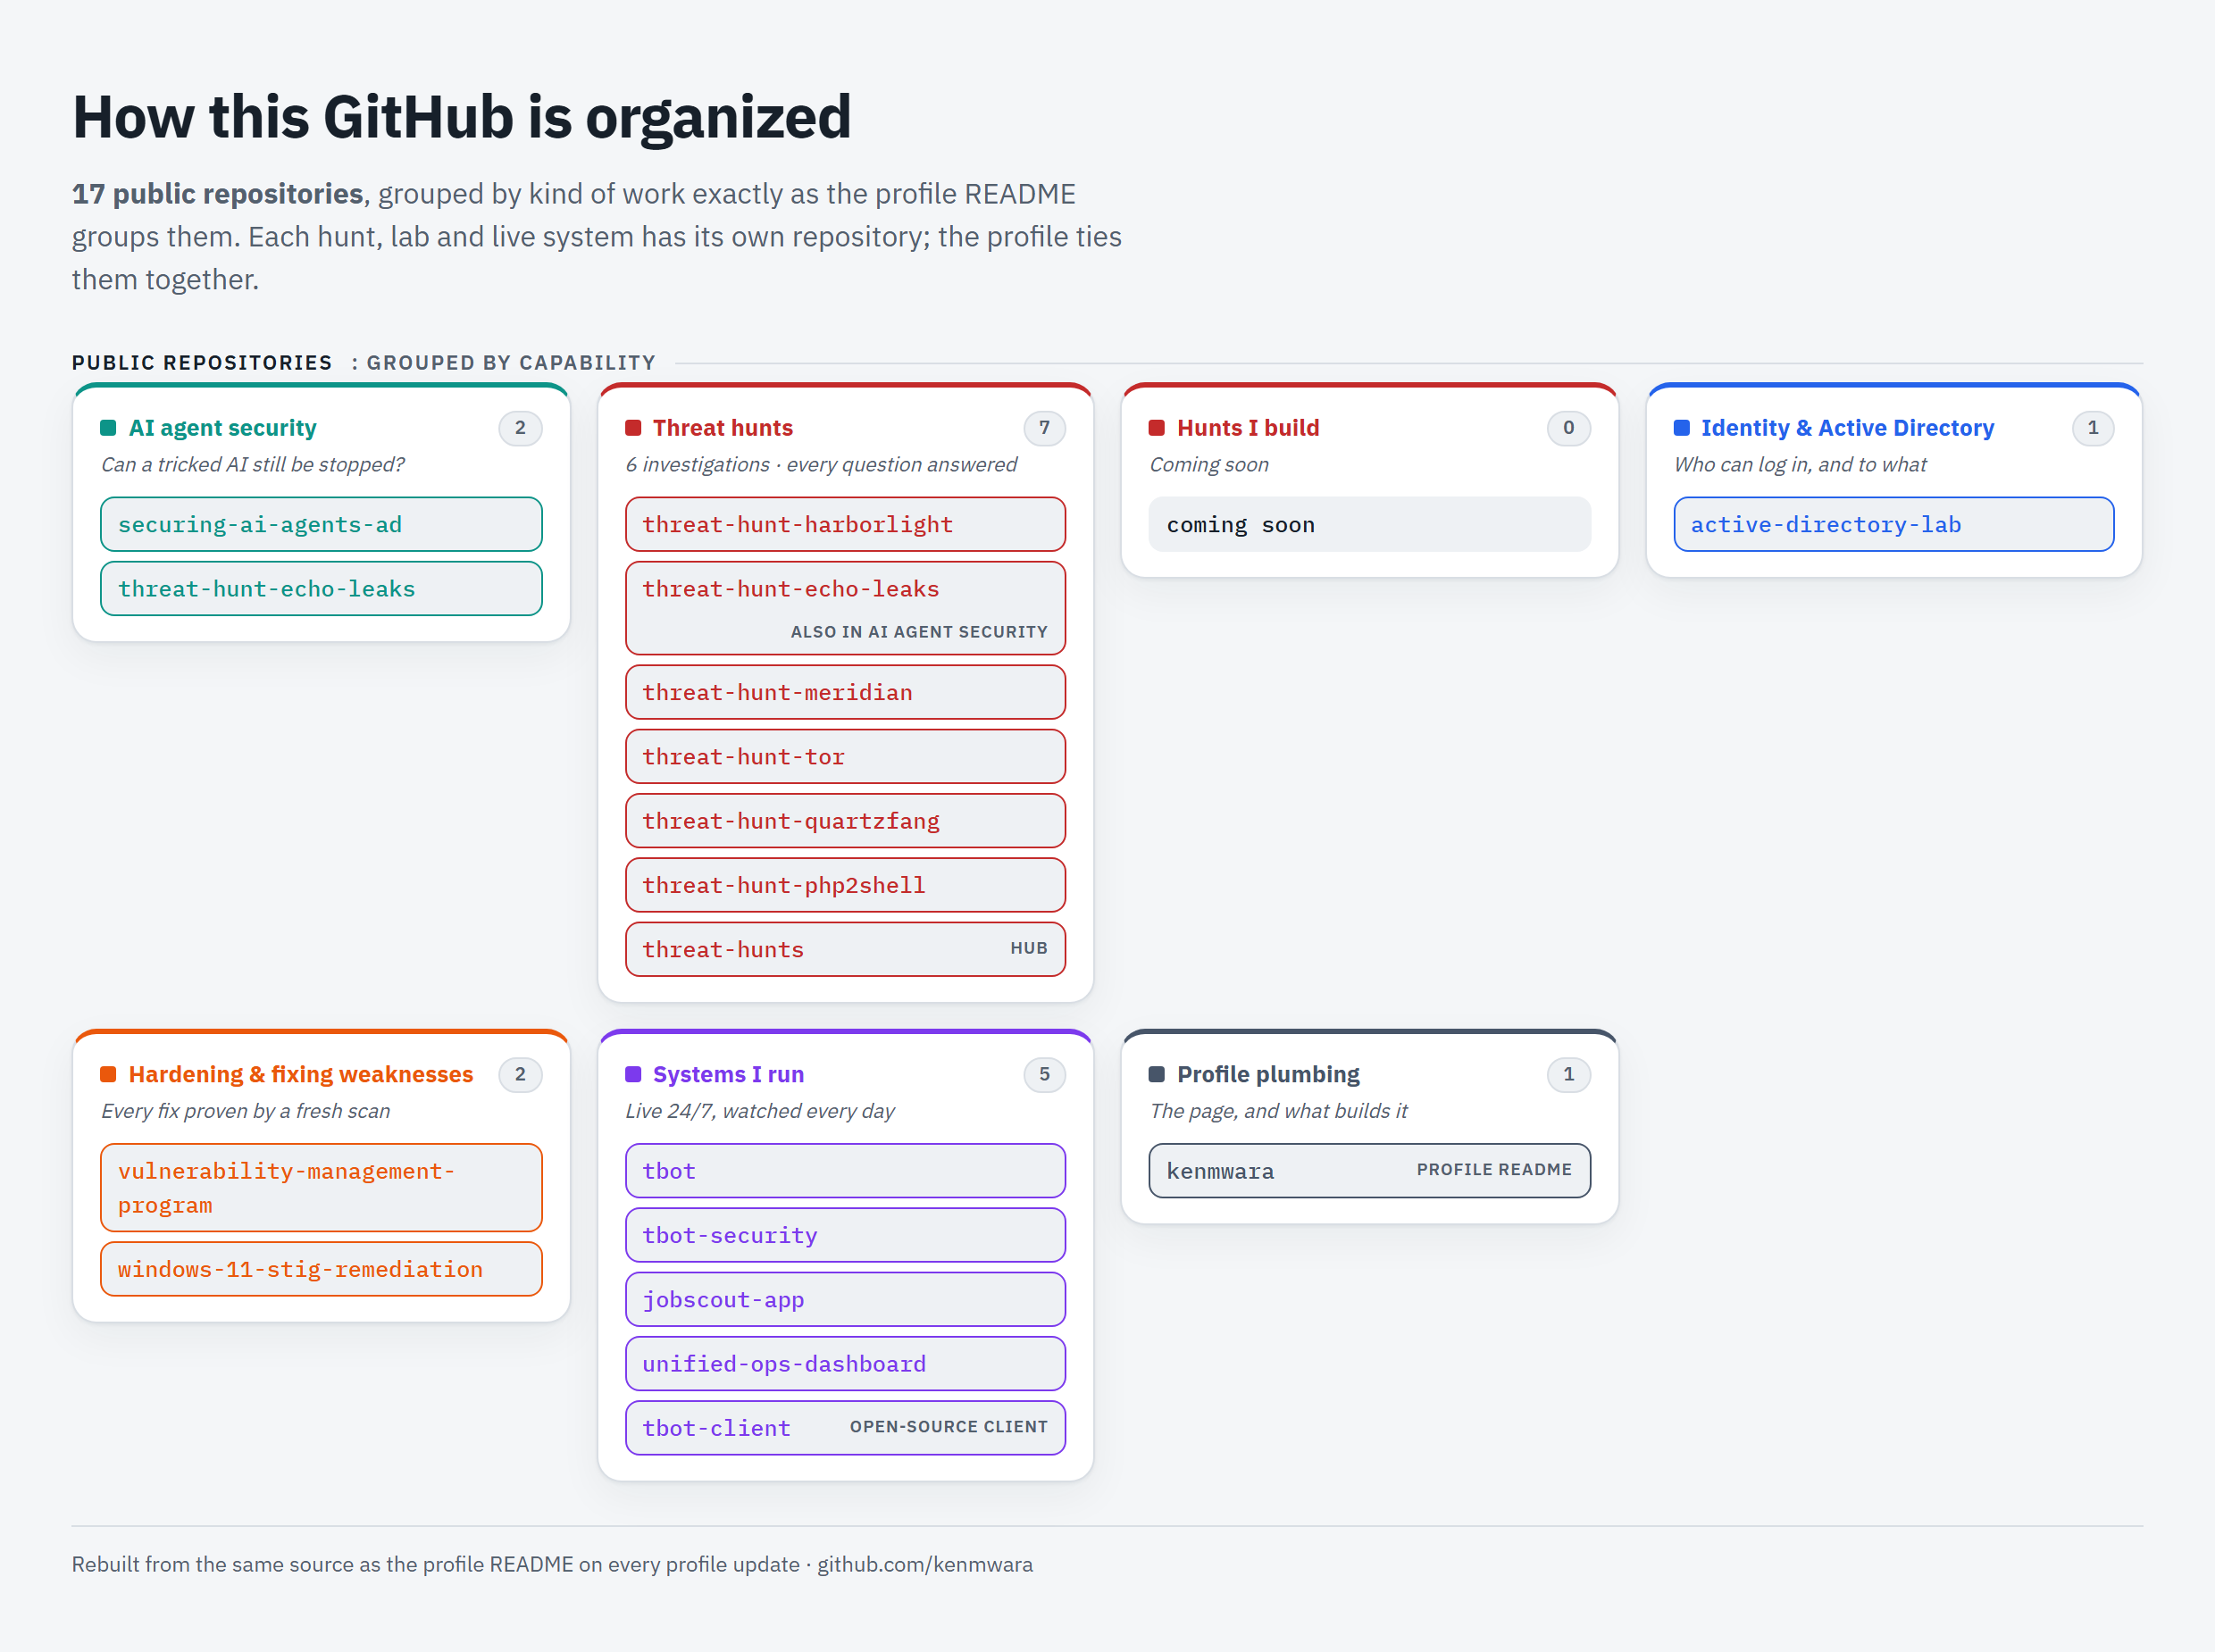 How this GitHub is organized
17 public repositories, grouped by kind of work exactly as the profile README
groups them. Each hunt, lab and live system has its own repository; the profile ties
them together.
PUBLIC REPOSITORIES : GROUPED BY CAPABILITY
AI agent security 2
Can a tricked AI still be stopped?
securing-ai-agents-ad
threat-hunt-echo-leaks
Threat hunts 7
6 investigations · every question answered
threat-hunt-harborlight
threat-hunt-echo-leaks
ALSO IN AI AGENT SECURITY
threat-hunt-meridian
threat-hunt-tor
threat-hunt-quartzfang
threat-hunt-php2shell
threat-hunts HUB
Hunts I build 0
Coming soon
coming soon
Identity & Active Directory 1
Who can log in, and to what
active-directory-lab
Hardening & fixing weaknesses 2
Every fix proven by a fresh scan
vulnerability-management-
program
windows-11-stig-remediation
Systems I run 5
Live 24/7, watched every day
tbot
tbot-security
jobscout-app
unified-ops-dashboard
tbot-client OPEN-SOURCE CLIENT
Profile plumbing 1
The page, and what builds it
kenmwara PROFILE README
Rebuilt from the same source as the profile README on every profile update · github.com/kenmwara